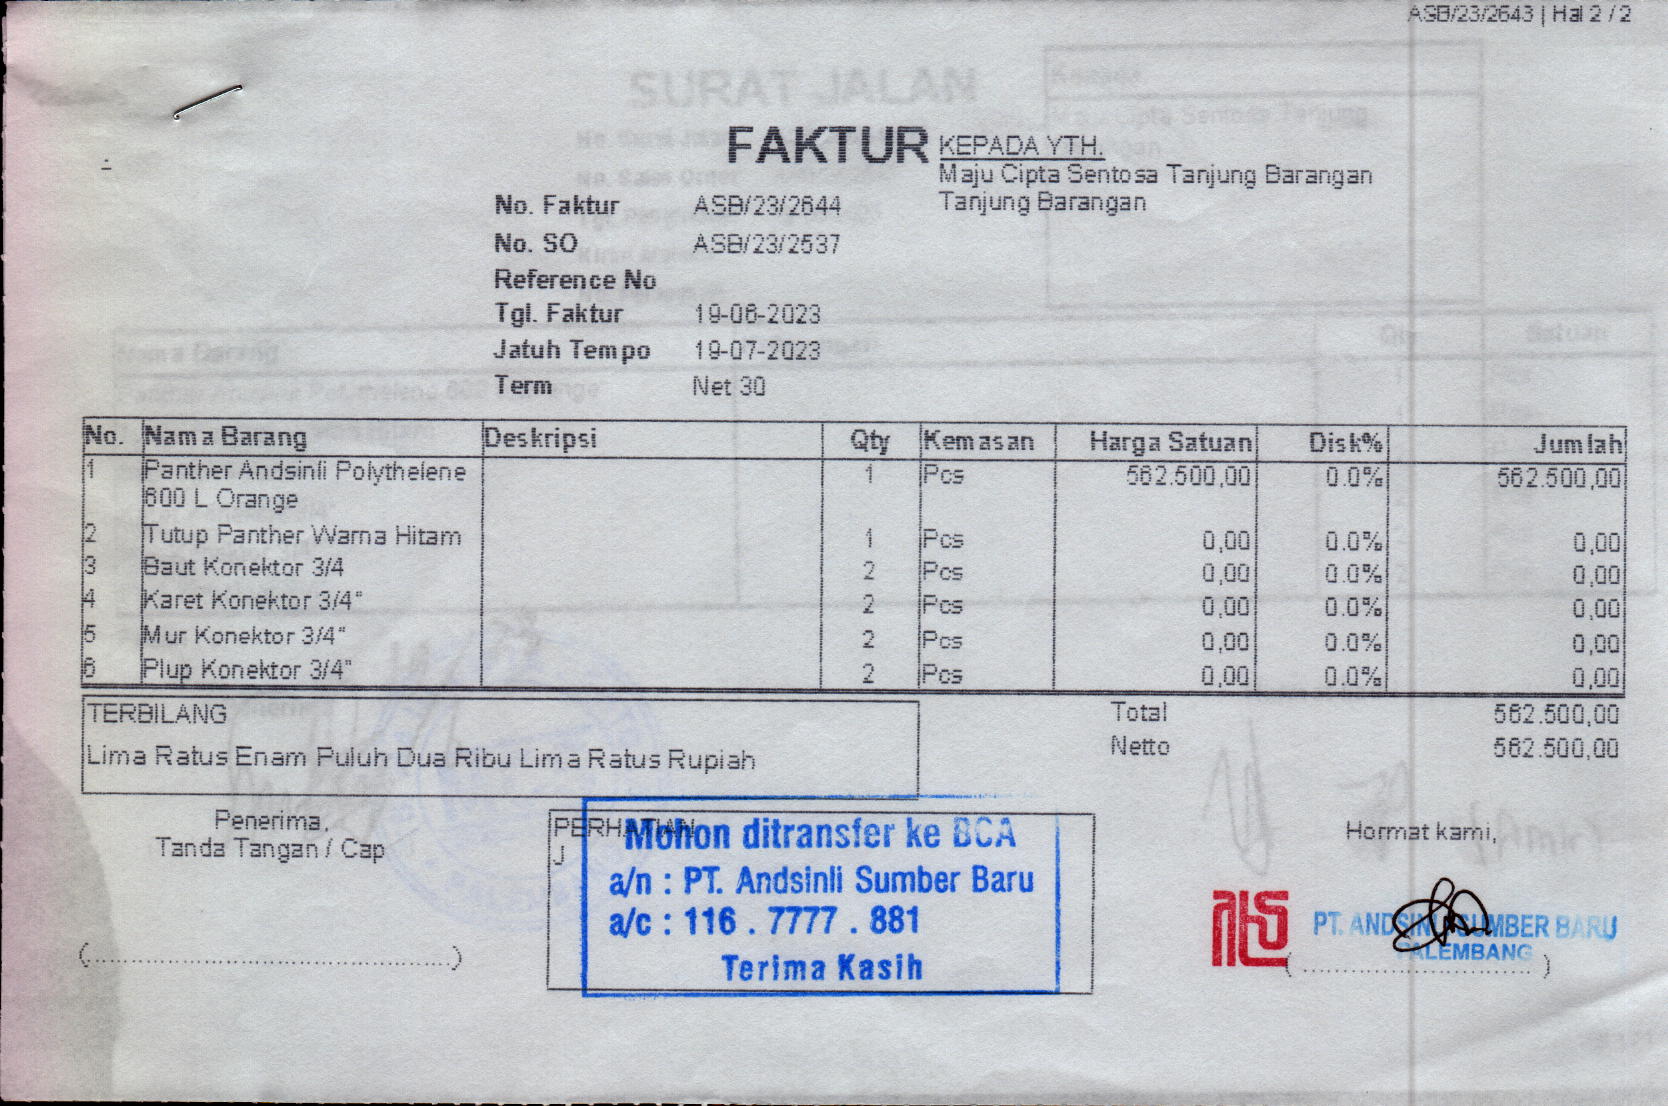 ASB/23/2643 | Hal 2 / 2
SURAT JALAN
FAKTUR
KEPADA YTH.
Maju Cipta Sentosa Tanjung Barangan
Tanjung Barangan
No. Faktur ASB/23/2644
No. SO ASB/23/2537
Reference No
Tgl. Faktur 19-06-2023
Jatuh Tempo 19-07-2023
Term Net 30
No. Nama Barang Deskripsi Qty Kemasan Harga Satuan Disk% Jumlah
1 Panther Andsinli Polythelene 600 L Orange 1 Pcs 562.500,00 0.0% 562.500,00
2 Tutup Panther Warna Hitam 1 Pcs 0,00 0.0% 0,00
3 Baut Konektor 3/4 2 Pcs 0,00 0.0% 0,00
4 Karet Konektor 3/4" 2 Pcs 0,00 0.0% 0,00
5 Mur Konektor 3/4" 2 Pcs 0,00 0.0% 0,00
6 Plup Konektor 3/4" 2 Pcs 0,00 0.0% 0,00
TERBILANG
Lima Ratus Enam Puluh Dua Ribu Lima Ratus Rupiah
Total 562.500,00
Netto 562.500,00
Penerima,
Tanda Tangan / Cap
(..............................................)
PERHATIAN
J
Mohon ditransfer ke BCA
a/n : PT. Andsinli Sumber Baru
a/c : 116 . 7777 . 881
Terima Kasih
Hormat kami,
PT. ANDSINLI SUMBER BARU
PALEMBANG
(..............................)